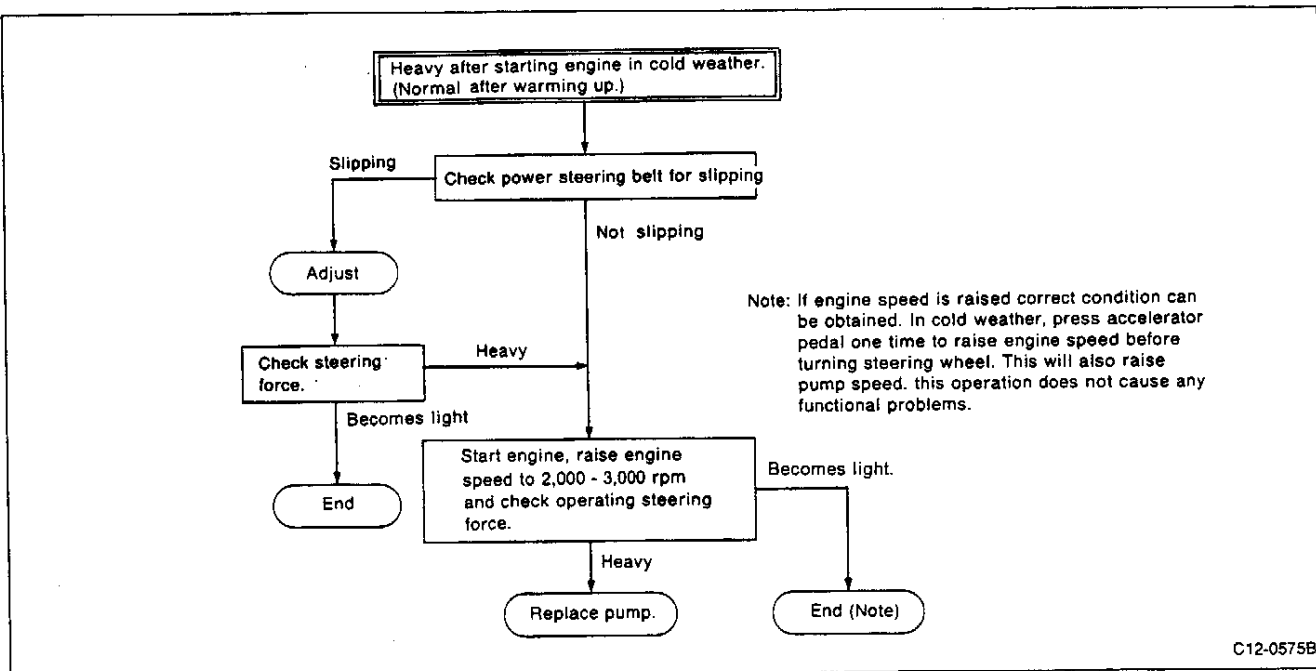 Heavy after starting engine in cold weather.
(Normal after warming up.)
Slipping
Check power steering belt for slipping
Not slipping
Adjust
Note: If engine speed is raised correct condition can
be obtained. In cold weather, press accelerator
pedal one time to raise engine speed before
turning steering wheel. This will also raise
pump speed. this operation does not cause any
functional problems.
Check steering
force.
Heavy
Becomes light
End
Start engine, raise engine
speed to 2,000 - 3,000 rpm
and check operating steering
force.
Becomes light.
Heavy
Replace pump.
End (Note)
C12-0575B